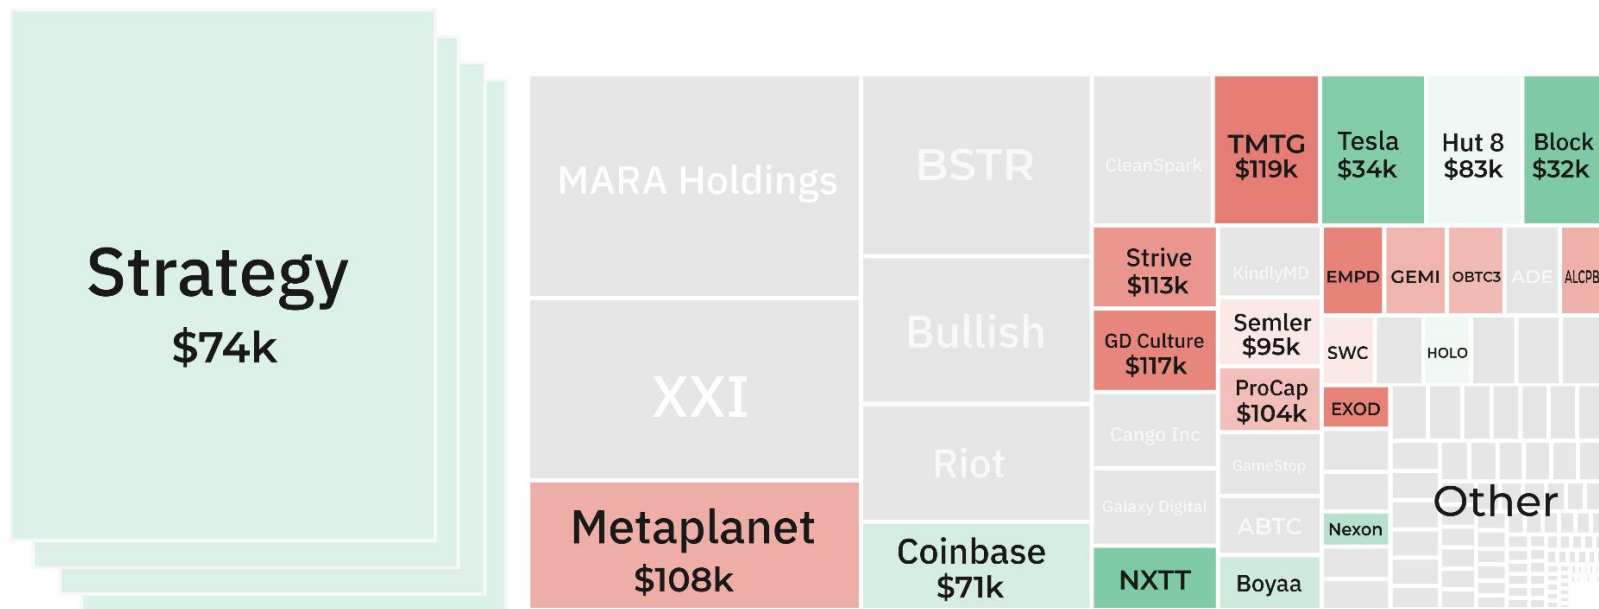 Strategy
$74k
MARA Holdings
XXI
Metaplanet
$108k
BSTR
Bullish
Riot
Coinbase
$71k
CleanSpark
TMTG
$119k
Tesla
$34k
Hut 8
$83k
Block
$32k
Strive
$113k
GD Culture
$117k
Cango Inc
Galaxy Digital
NXTT
KindlyMD
Semler
$95k
ProCap
$104k
GameStop
ABTC
Boyaa
EMPD
GEMI
OBTC3
ADE
ALCPB
SWC
HOLO
EXOD
Nexon
Other